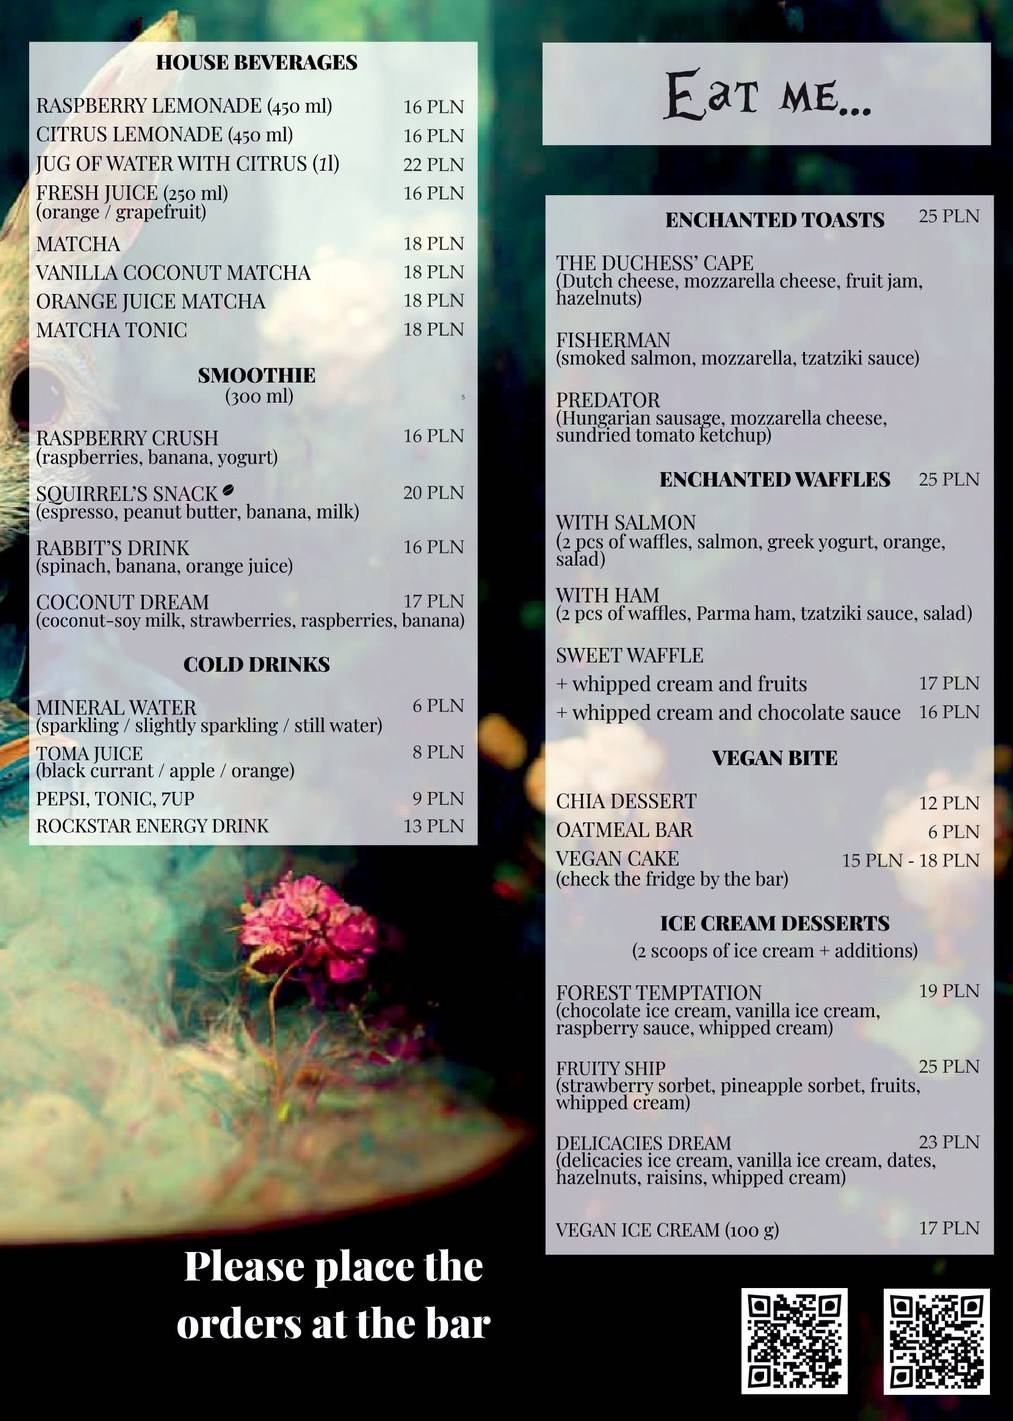 HOUSE BEVERAGES
RASPBERRY LEMONADE (450 ml) 16 PLN
CITRUS LEMONADE (450 ml) 16 PLN
JUG OF WATER WITH CITRUS (1l) 22 PLN
FRESH JUICE (250 ml) 16 PLN
(orange / grapefruit)
MATCHA 18 PLN
VANILLA COCONUT MATCHA 18 PLN
ORANGE JUICE MATCHA 18 PLN
MATCHA TONIC 18 PLN
SMOOTHIE
(300 ml)
s
RASPBERRY CRUSH 16 PLN
(raspberries, banana, yogurt)
SQUIRREL'S SNACK 20 PLN
(espresso, peanut butter, banana, milk)
RABBIT'S DRINK 16 PLN
(spinach, banana, orange juice)
COCONUT DREAM 17 PLN
(coconut-soy milk, strawberries, raspberries, banana)
COLD DRINKS
MINERAL WATER 6 PLN
(sparkling / slightly sparkling / still water)
TOMA JUICE 8 PLN
(black currant / apple / orange)
PEPSI, TONIC, 7UP 9 PLN
ROCKSTAR ENERGY DRINK 13 PLN
Please place the
orders at the bar
Eat me...
ENCHANTED TOASTS 25 PLN
THE DUCHESS' CAPE
(Dutch cheese, mozzarella cheese, fruit jam,
hazelnuts)
FISHERMAN
(smoked salmon, mozzarella, tzatziki sauce)
PREDATOR
(Hungarian sausage, mozzarella cheese,
sundried tomato ketchup)
ENCHANTED WAFFLES 25 PLN
WITH SALMON
(2 pcs of waffles, salmon, greek yogurt, orange,
salad)
WITH HAM
(2 pcs of waffles, Parma ham, tzatziki sauce, salad)
SWEET WAFFLE
+ whipped cream and fruits 17 PLN
+ whipped cream and chocolate sauce 16 PLN
VEGAN BITE
CHIA DESSERT 12 PLN
OATMEAL BAR 6 PLN
VEGAN CAKE 15 PLN - 18 PLN
(check the fridge by the bar)
ICE CREAM DESSERTS
(2 scoops of ice cream + additions)
FOREST TEMPTATION 19 PLN
(chocolate ice cream, vanilla ice cream,
raspberry sauce, whipped cream)
FRUITY SHIP 25 PLN
(strawberry sorbet, pineapple sorbet, fruits,
whipped cream)
DELICACIES DREAM 23 PLN
(delicacies ice cream, vanilla ice cream, dates,
hazelnuts, raisins, whipped cream)
VEGAN ICE CREAM (100 g) 17 PLN